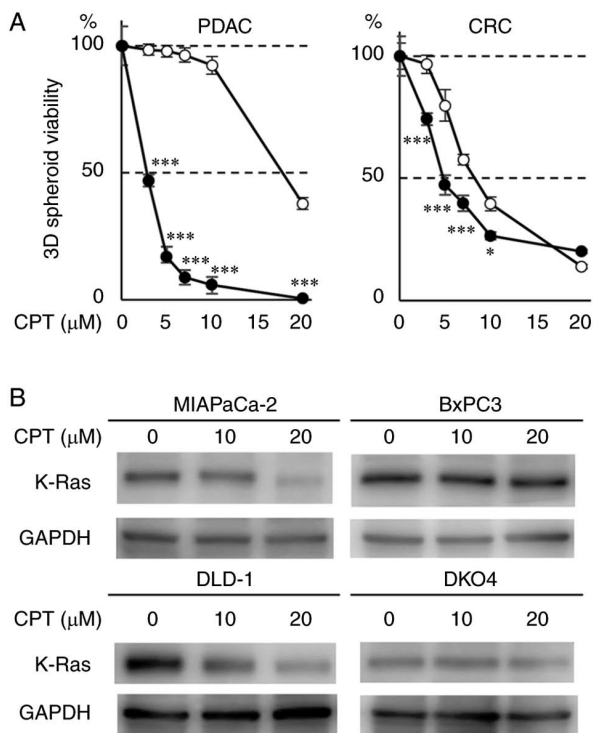 A
% PDAC % CRC
100 100
3D spheroid viability
***
50 50
***
***
***
***
***
***
***
*
0 0
CPT (μM) 0 5 10 15 20 0 5 10 15 20
B
MIAPaCa-2 BxPC3
CPT (μM) 0 10 20 0 10 20
K-Ras
GAPDH
DLD-1 DKO4
CPT (μM) 0 10 20 0 10 20
K-Ras
GAPDH